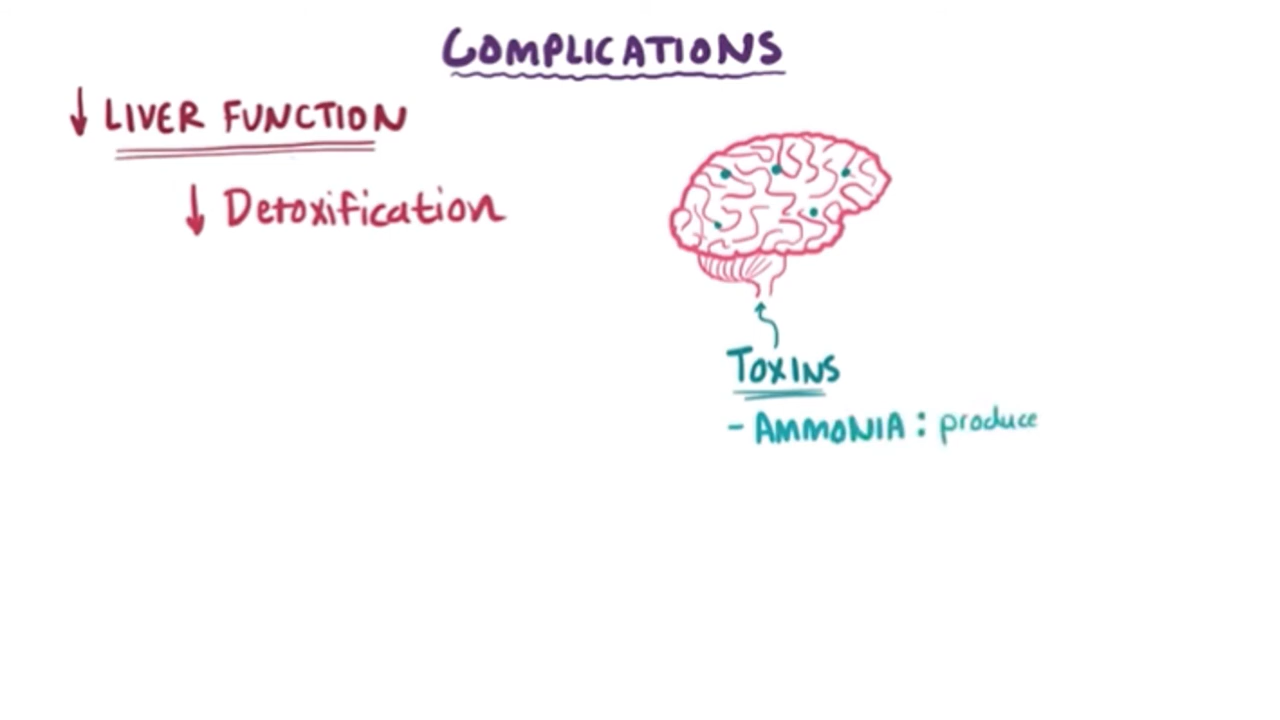 COMPLICATIONS
↓ LIVER FUNCTION
↓ Detoxification
TOXINS
- AMMONIA : produce